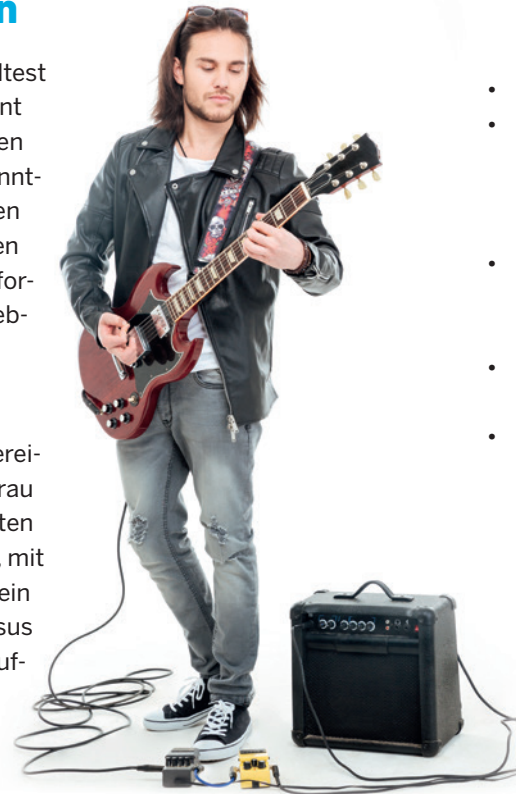 n
ltest
nt
en
nnt-
en
en
for-
eb-
erei-
rau
ten
, mit
ein
sus
uf-
•
•
•
•
•